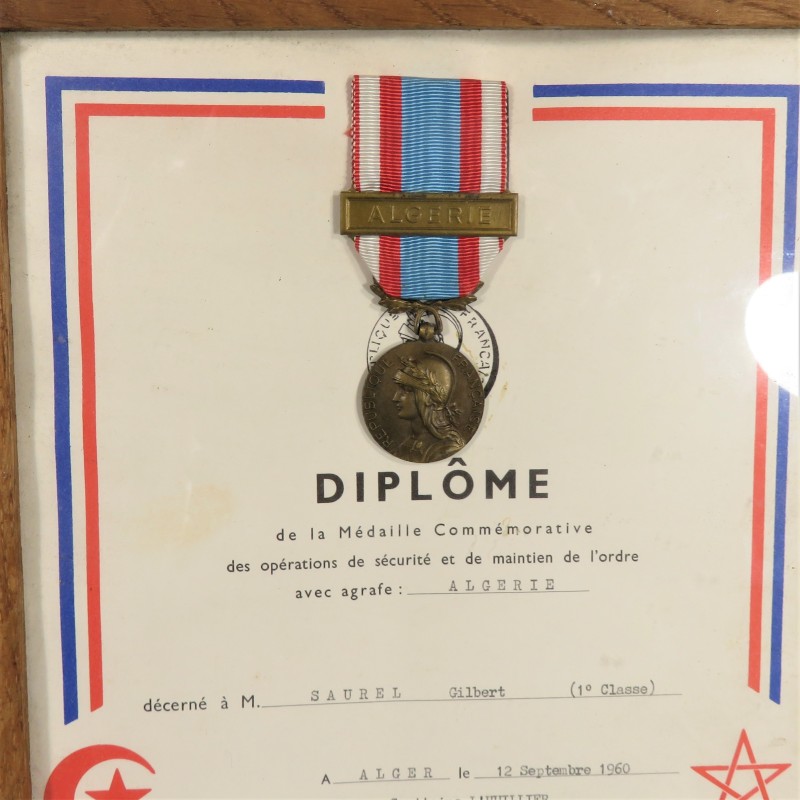 ALGERIE
REPUBLIQUE FRANÇAISE
DIPLÔME
de la Médaille Commémorative
des opérations de sécurité et de maintien de l'ordre
avec agrafe : ALGERIE
décerné à M. SAUREL Gilbert (1° Classe)
A ALGER le 12 Septembre 1960